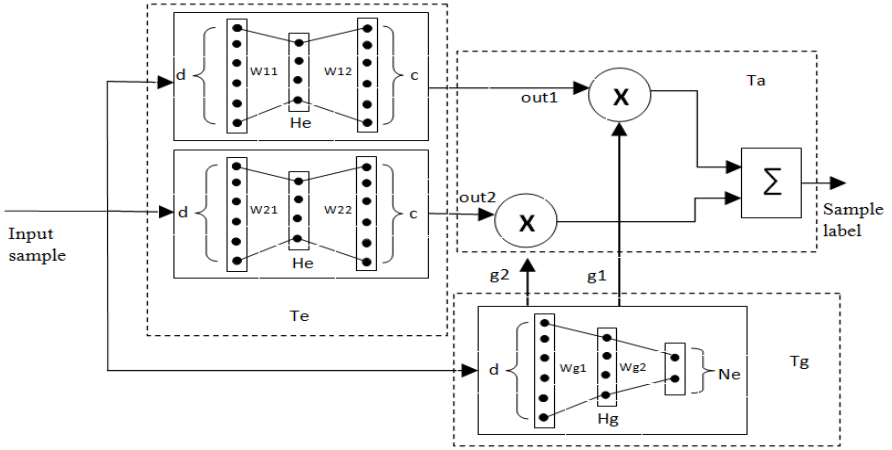 d
W11
W12
c
He
out1
X
Ta
d
W21
W22
c
He
out2
X
Σ
Input
sample
Sample
label
g2
g1
Te
d
Wg1
Wg2
Ne
Hg
Tg